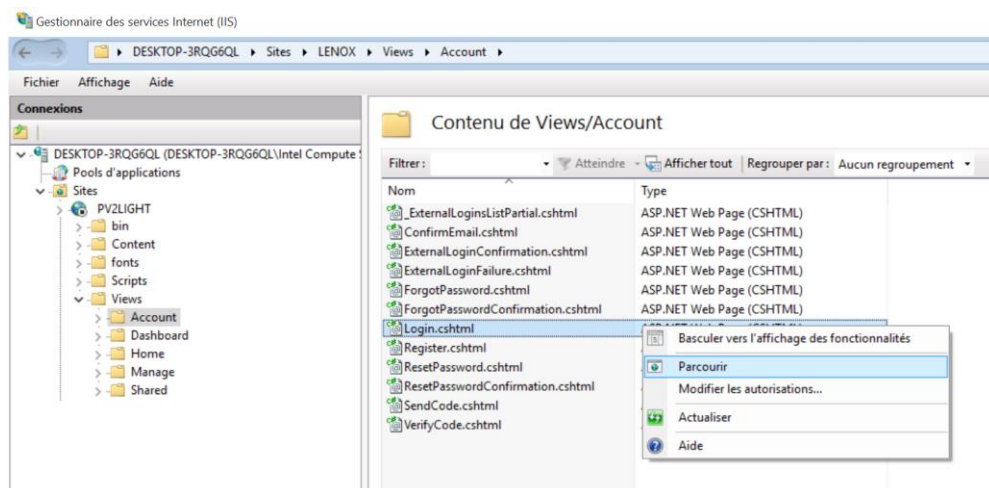 Gestionnaire des services Internet (IIS)
DESKTOP-3RQG6QL Sites LENOX Views Account
Fichier Affichage Aide
Connexions
DESKTOP-3RQG6QL (DESKTOP-3RQG6QL\Intel Compute
Pools d'applications
Sites
PV2LIGHT
bin
Content
fonts
Scripts
Views
Account
Dashboard
Home
Manage
Shared
Contenu de Views/Account
Filtrer : Atteindre Afficher tout Regrouper par : Aucun regroupement
Nom Type
_ExternalLoginsListPartial.cshtml ASP.NET Web Page (CSHTML)
ConfirmEmail.cshtml ASP.NET Web Page (CSHTML)
ExternalLoginConfirmation.cshtml ASP.NET Web Page (CSHTML)
ExternalLoginFailure.cshtml ASP.NET Web Page (CSHTML)
ForgotPassword.cshtml ASP.NET Web Page (CSHTML)
ForgotPasswordConfirmation.cshtml ASP.NET Web Page (CSHTML)
Login.cshtml ASP.NET Web Page (CSHTML)
Register.cshtml
ResetPassword.cshtml
ResetPasswordConfirmation.cshtml
SendCode.cshtml
VerifyCode.cshtml
Basculer vers l'affichage des fonctionnalités
Parcourir
Modifier les autorisations...
Actualiser
Aide